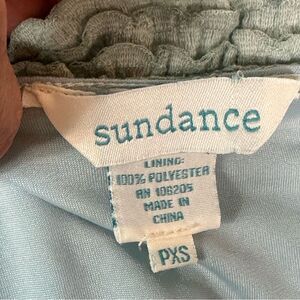 sundance
LINING:
100% POLYESTER
RN 106205
MADE IN
CHINA
PXS